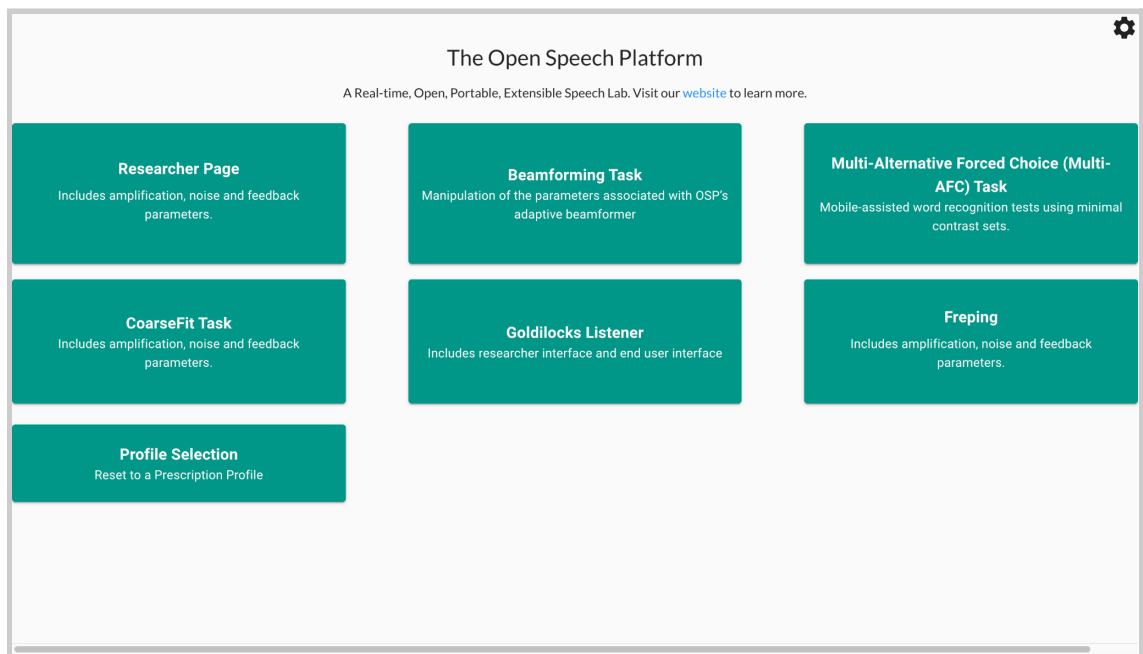 The Open Speech Platform
A Real-time, Open, Portable, Extensible Speech Lab. Visit our website to learn more.
Researcher Page
Includes amplification, noise and feedback
parameters.
Beamforming Task
Manipulation of the parameters associated with OSP's
adaptive beamformer
Multi-Alternative Forced Choice (Multi-
AFC) Task
Mobile-assisted word recognition tests using minimal
contrast sets.
CoarseFit Task
Includes amplification, noise and feedback
parameters.
Goldilocks Listener
Includes researcher interface and end user interface
Freping
Includes amplification, noise and feedback
parameters.
Profile Selection
Reset to a Prescription Profile